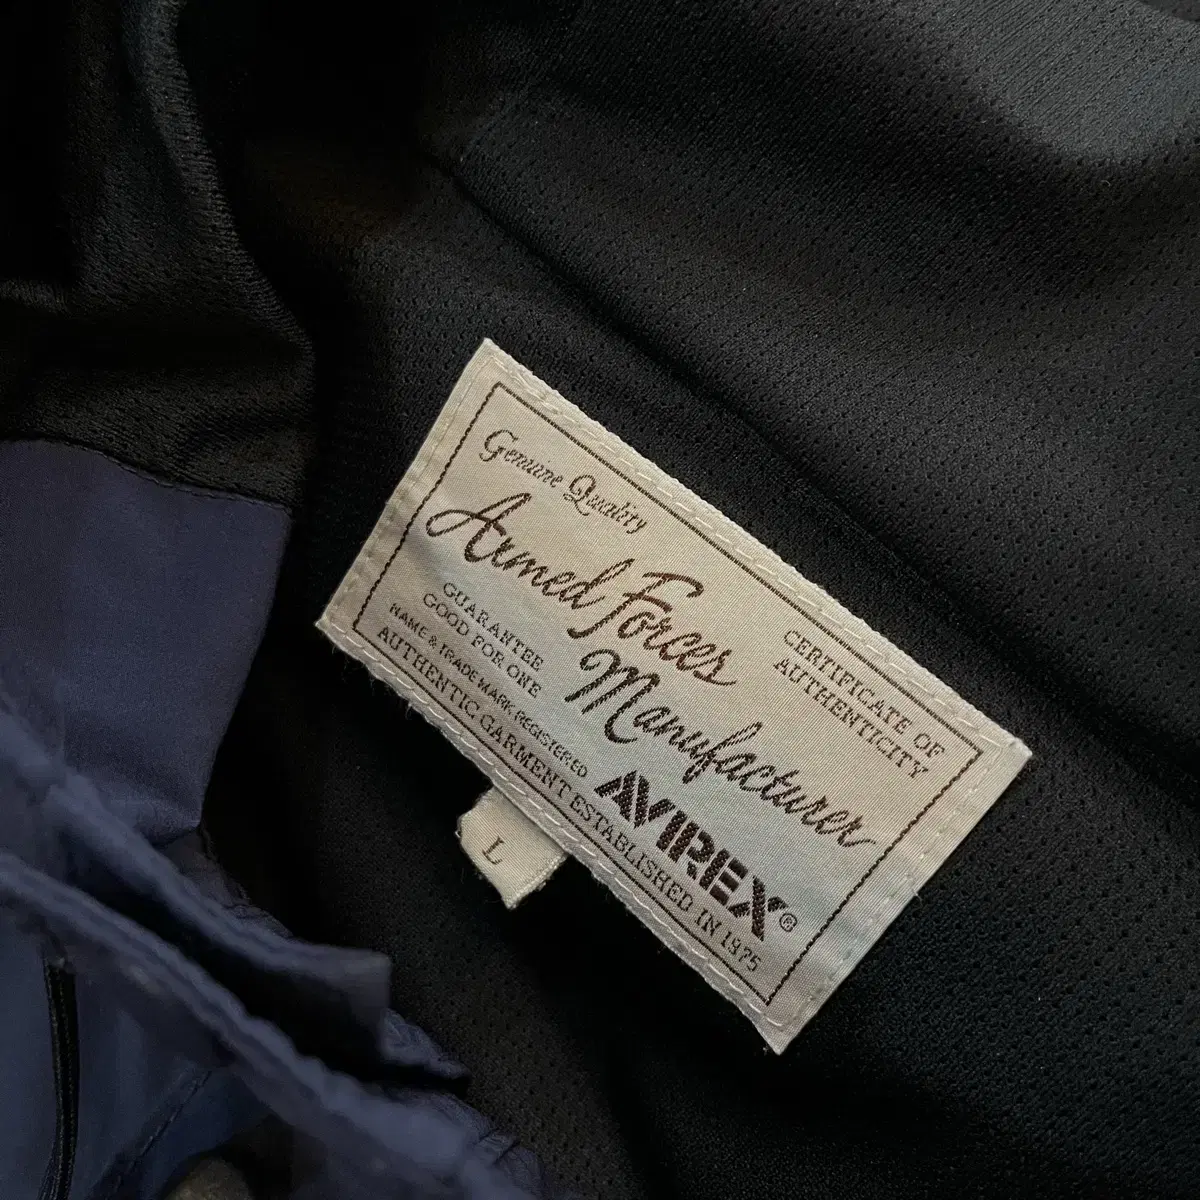 Genuine Quality
Armed Forces
Manufacturer
CERTIFICATE OF
AUTHENTICITY
GUARANTEE
GOOD FOR ONE
NAME & TRADE MARK REGISTERED
AVIREX®
AUTHENTIC GARMENT ESTABLISHED IN 1975
L